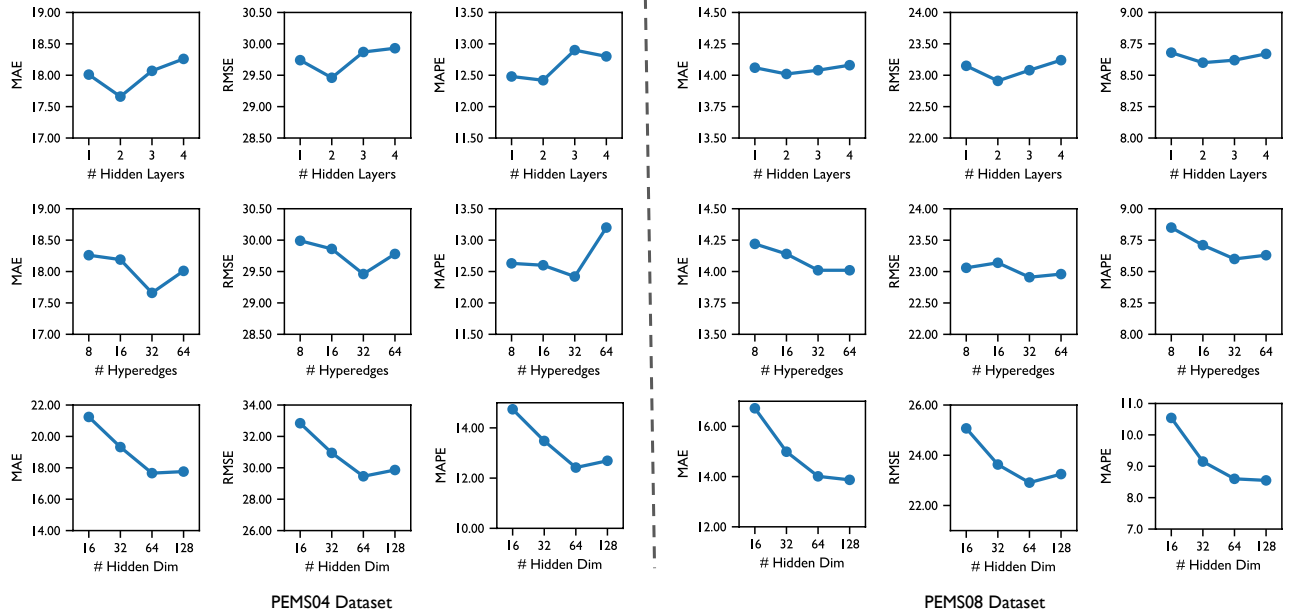 19.00
18.50
18.00
17.50
17.00
MAE
1 2 3 4
# Hidden Layers
30.50
30.00
29.50
29.00
28.50
RMSE
1 2 3 4
# Hidden Layers
13.50
12.50
11.50
MAPE
1 2 3 4
# Hidden Layers
14.50
14.25
14.00
13.75
13.50
MAE
1 2 3 4
# Hidden Layers
24.00
23.50
23.00
22.50
22.00
RMSE
1 2 3 4
# Hidden Layers
9.00
8.75
8.50
8.25
8.00
MAPE
1 2 3 4
# Hidden Layers
19.00
18.50
18.00
17.50
17.00
MAE
8 16 32 64
# Hyperedges
30.50
30.00
29.50
29.00
28.50
RMSE
8 16 32 64
# Hyperedges
13.50
12.50
11.50
MAPE
8 16 32 64
# Hyperedges
14.50
14.25
14.00
13.75
13.50
MAE
8 16 32 64
# Hyperedges
24.00
23.50
23.00
22.50
22.00
RMSE
8 16 32 64
# Hyperedges
9.00
8.75
8.50
8.25
8.00
MAPE
8 16 32 64
# Hyperedges
22.00
20.00
18.00
16.00
14.00
MAE
16 32 64 128
# Hidden Dim
34.00
32.00
30.00
28.00
26.00
RMSE
16 32 64 128
# Hidden Dim
14.00
12.00
10.00
MAPE
16 32 64 128
# Hidden Dim
16.00
14.00
12.00
MAE
16 32 64 128
# Hidden Dim
26.00
24.00
22.00
RMSE
16 32 64 128
# Hidden Dim
11.0
10.0
9.0
8.0
7.0
MAPE
16 32 64 128
# Hidden Dim
PEMS04 Dataset
PEMS08 Dataset